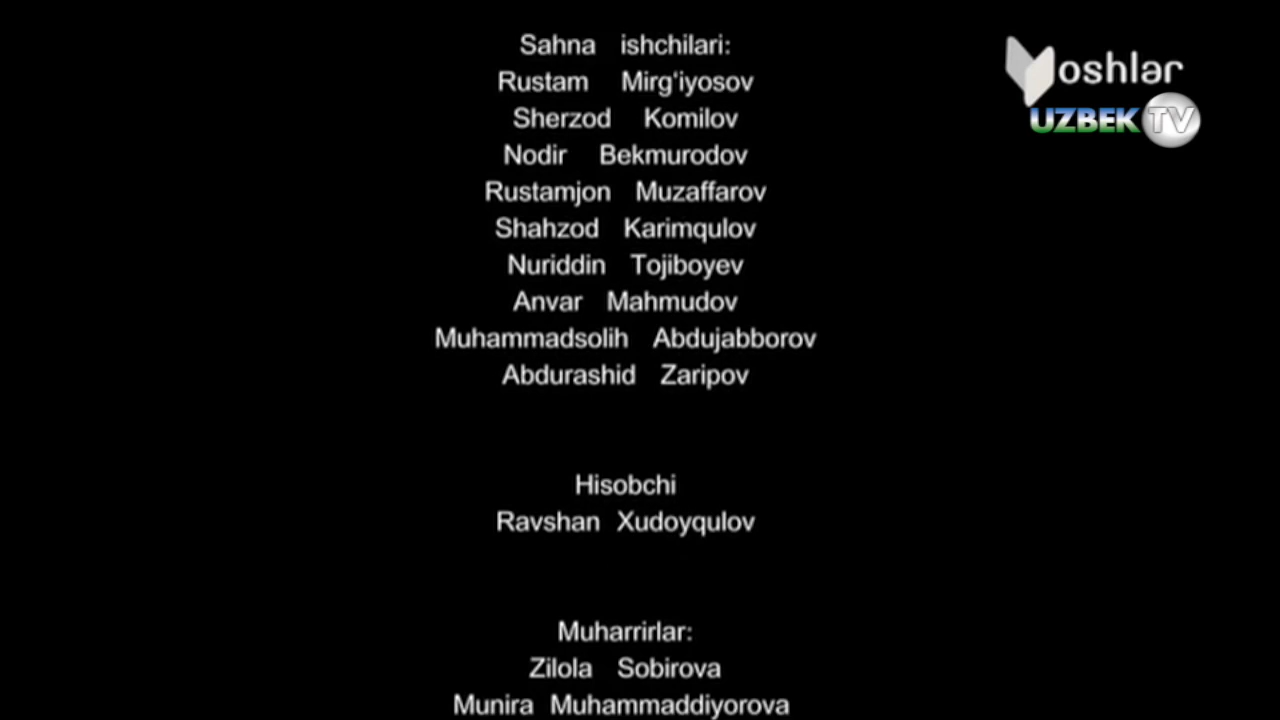 Sahna ishchilari:
Rustam Mirg'iyosov
Sherzod Komilov
Nodir Bekmurodov
Rustamjon Muzaffarov
Shahzod Karimqulov
Nuriddin Tojiboyev
Anvar Mahmudov
Muhammadsolih Abdujabborov
Abdurashid Zaripov
Hisobchi
Ravshan Xudoyqulov
Muharrirlar:
Zilola Sobirova
Munira Muhammaddiyorova
Yoshlar
UZBEK TV